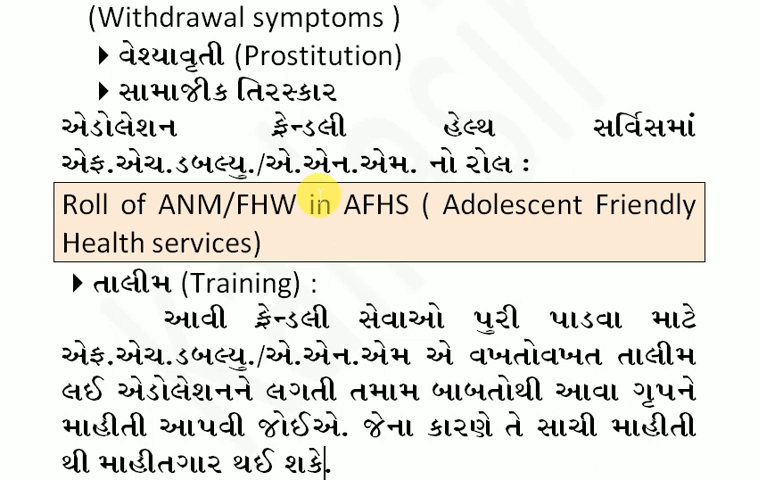 (Withdrawal symptoms )
વેશ્યાવૃતી (Prostitution)
સામાજીક તિરસ્કાર
એડોલેશન ફ્રેન્ડલી હેલ્થ સર્વિસમાં
એફ.એચ.ડબલ્યુ./એ.એન.એમ. નો રોલ :
Roll of ANM/FHW in AFHS ( Adolescent Friendly
Health services)
તાલીમ (Training) :
આવી ફ્રેન્ડલી સેવાઓ પુરી પાડવા માટે
એફ.એચ.ડબલ્યુ./એ.એન.એમ એ વખતોવખત તાલીમ
લઈ એડોલેશનને લગતી તમામ બાબતોથી આવા ગૃપને
માહીતી આપવી જોઈએ. જેના કારણે તે સાચી માહીતી
થી માહીતગાર થઈ શકે.